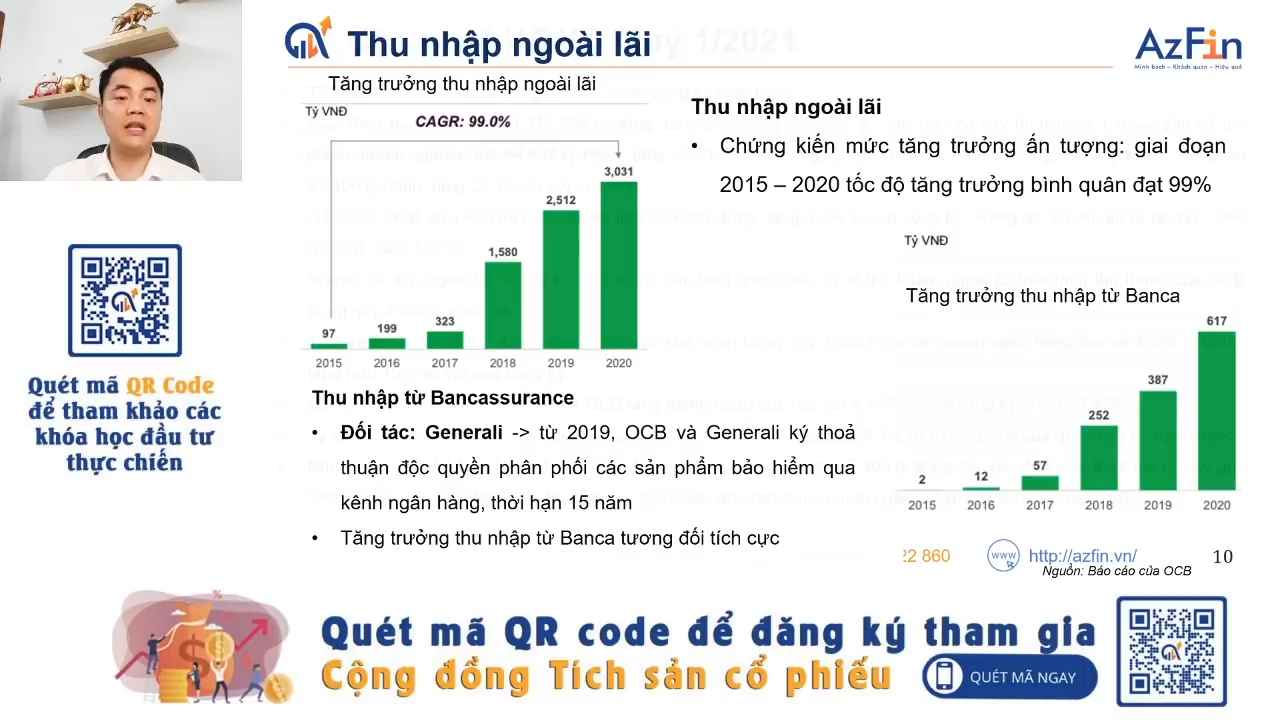 Thu nhập ngoài lãi
AzFin
Minh bạch – Khách quan – Hiệu quả
Tăng trưởng thu nhập ngoài lãi
Tỷ VNĐ
CAGR: 99.0%
97
199
323
1,580
2,512
3,031
2015 2016 2017 2018 2019 2020
Thu nhập ngoài lãi
• Chứng kiến mức tăng trưởng ấn tượng: giai đoạn
2015 – 2020 tốc độ tăng trưởng bình quân đạt 99%
Tỷ VNĐ
Tăng trưởng thu nhập từ Banca
2
12
57
252
387
617
2015 2016 2017 2018 2019 2020
Thu nhập từ Bancassurance
• Đối tác: Generali -> từ 2019, OCB và Generali ký thoả
thuận độc quyền phân phối các sản phẩm bảo hiểm qua
kênh ngân hàng, thời hạn 15 năm
• Tăng trưởng thu nhập từ Banca tương đối tích cực
22 860
www
http://azfin.vn/
10
Nguồn: Báo cáo của OCB
Quét mã QR Code
để tham khảo các
khóa học đầu tư
thực chiến
Quét mã QR code để đăng ký tham gia
Cộng đồng Tích sản cổ phiếu
QUÉT MÃ NGAY